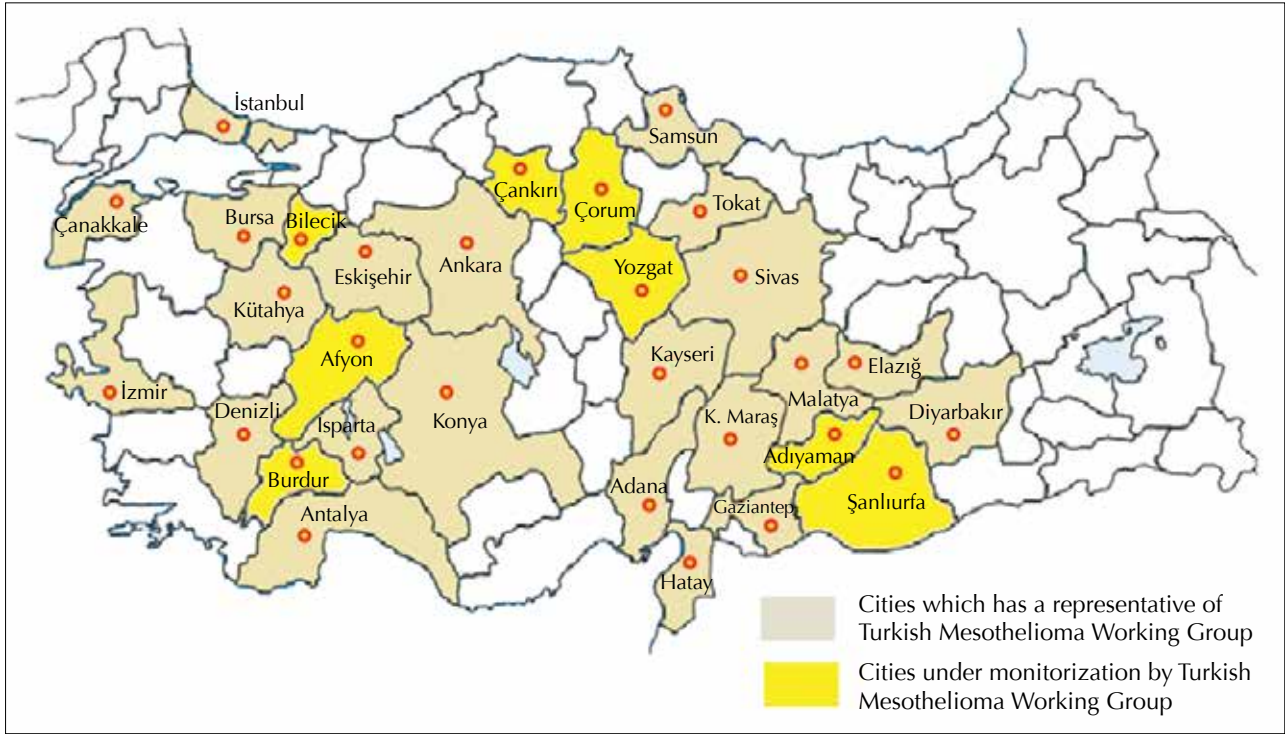 İstanbul
Samsun
Çankırı
Çorum
Tokat
Çanakkale
Bursa
Bilecik
Eskişehir
Ankara
Yozgat
Sivas
Kütahya
Afyon
Kayseri
Elazığ
İzmir
Denizli
Isparta
Konya
K. Maraş
Malatya
Diyarbakır
Burdur
Adıyaman
Adana
Gaziantep
Şanlıurfa
Antalya
Hatay
Cities which has a representative of
Turkish Mesothelioma Working Group
Cities under monitorization by Turkish
Mesothelioma Working Group